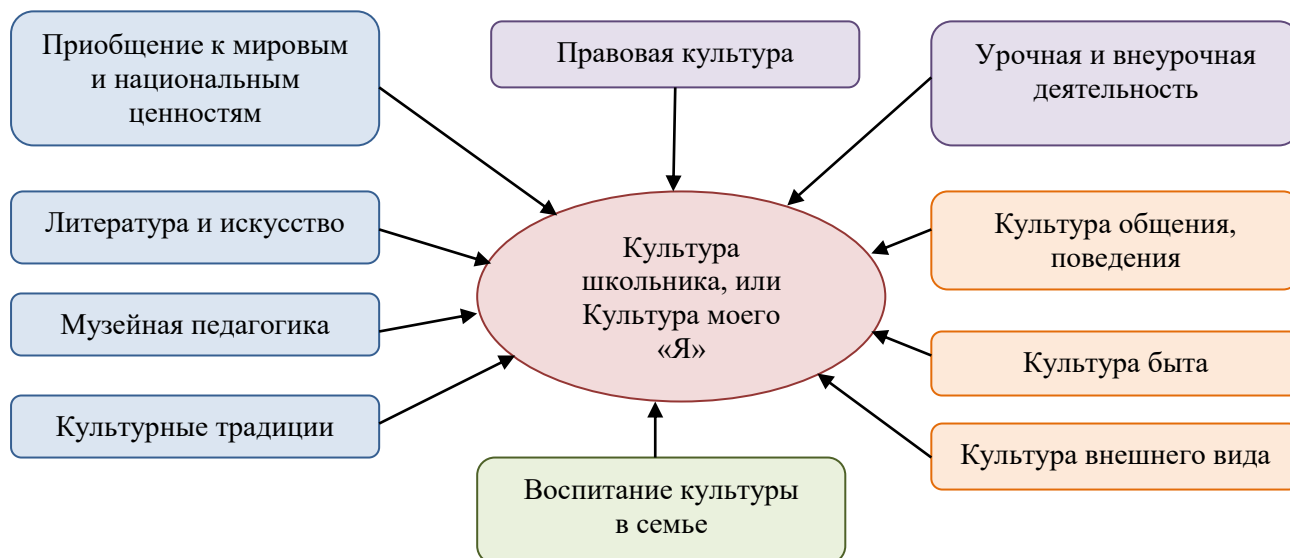 Приобщение к мировым
и национальным
ценностям
Правовая культура
Урочная и внеурочная
деятельность
Литература и искусство
Музейная педагогика
Культурные традиции
Культура
школьника, или
Культура моего
«Я»
Культура общения,
поведения
Культура быта
Культура внешнего вида
Воспитание культуры
в семье